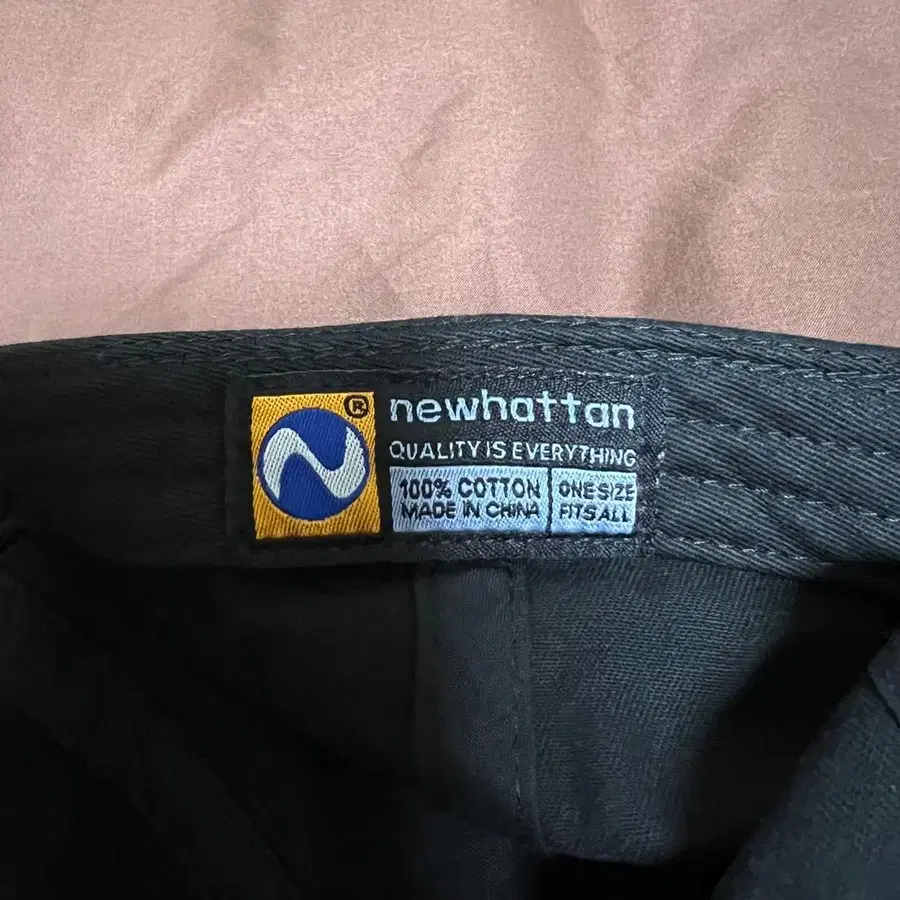 ®
newhattan
QUALITY IS EVERYTHING
100% COTTON
MADE IN CHINA
ONE SIZE
FITS ALL